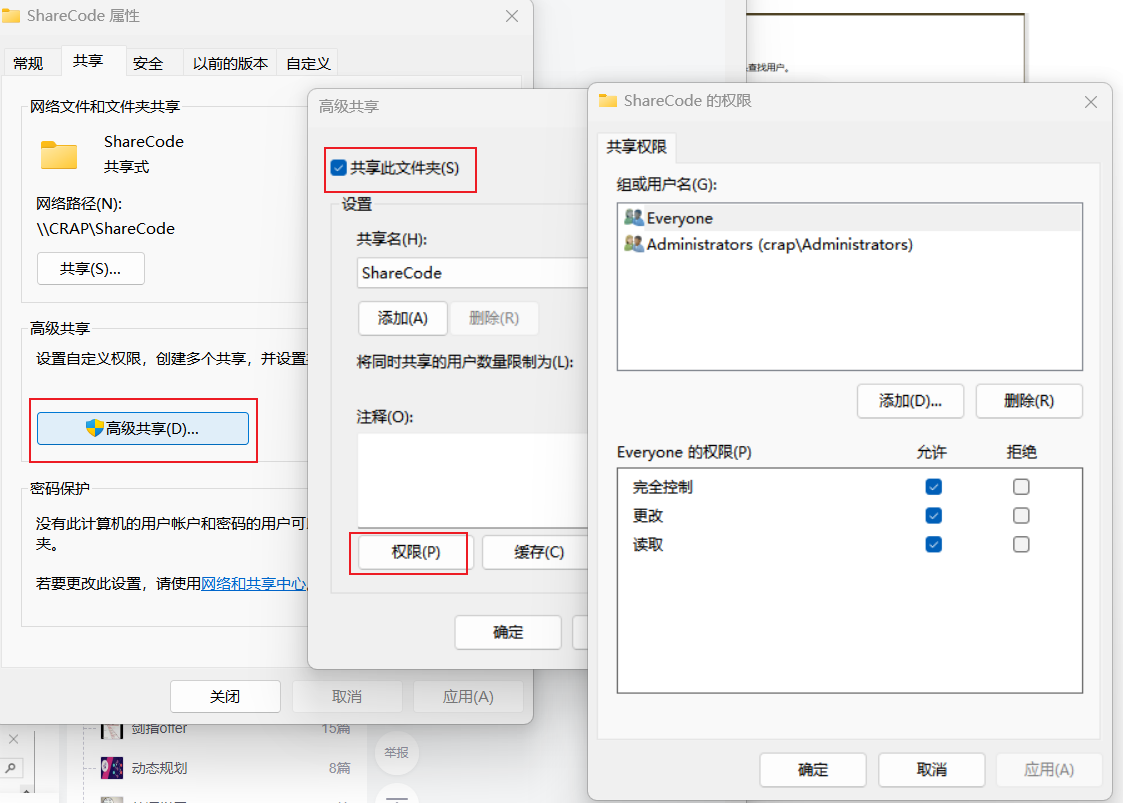 ShareCode 属性
常规
共享
安全
以前的版本
自定义
网络文件和文件夹共享
ShareCode
共享式
网络路径(N):
\\CRAP\ShareCode
共享(S)...
高级共享
设置自定义权限，创建多个共享，并设置
高级共享(D)...
密码保护
没有此计算机的用户帐户和密码的用户可
夹。
若要更改此设置，请使用网络和共享中心
关闭
取消
应用(A)
高级共享
共享此文件夹(S)
设置
共享名(H):
ShareCode
添加(A)
删除(R)
将同时共享的用户数量限制为(L):
注释(O):
权限(P)
缓存(C)
确定
查找用户。
ShareCode 的权限
共享权限
组或用户名(G):
Everyone
Administrators (crap\Administrators)
添加(D)...
删除(R)
Everyone 的权限(P)
允许
拒绝
完全控制
更改
读取
确定
取消
应用(A)
剑指offer
15篇
动态规划
8篇
举报